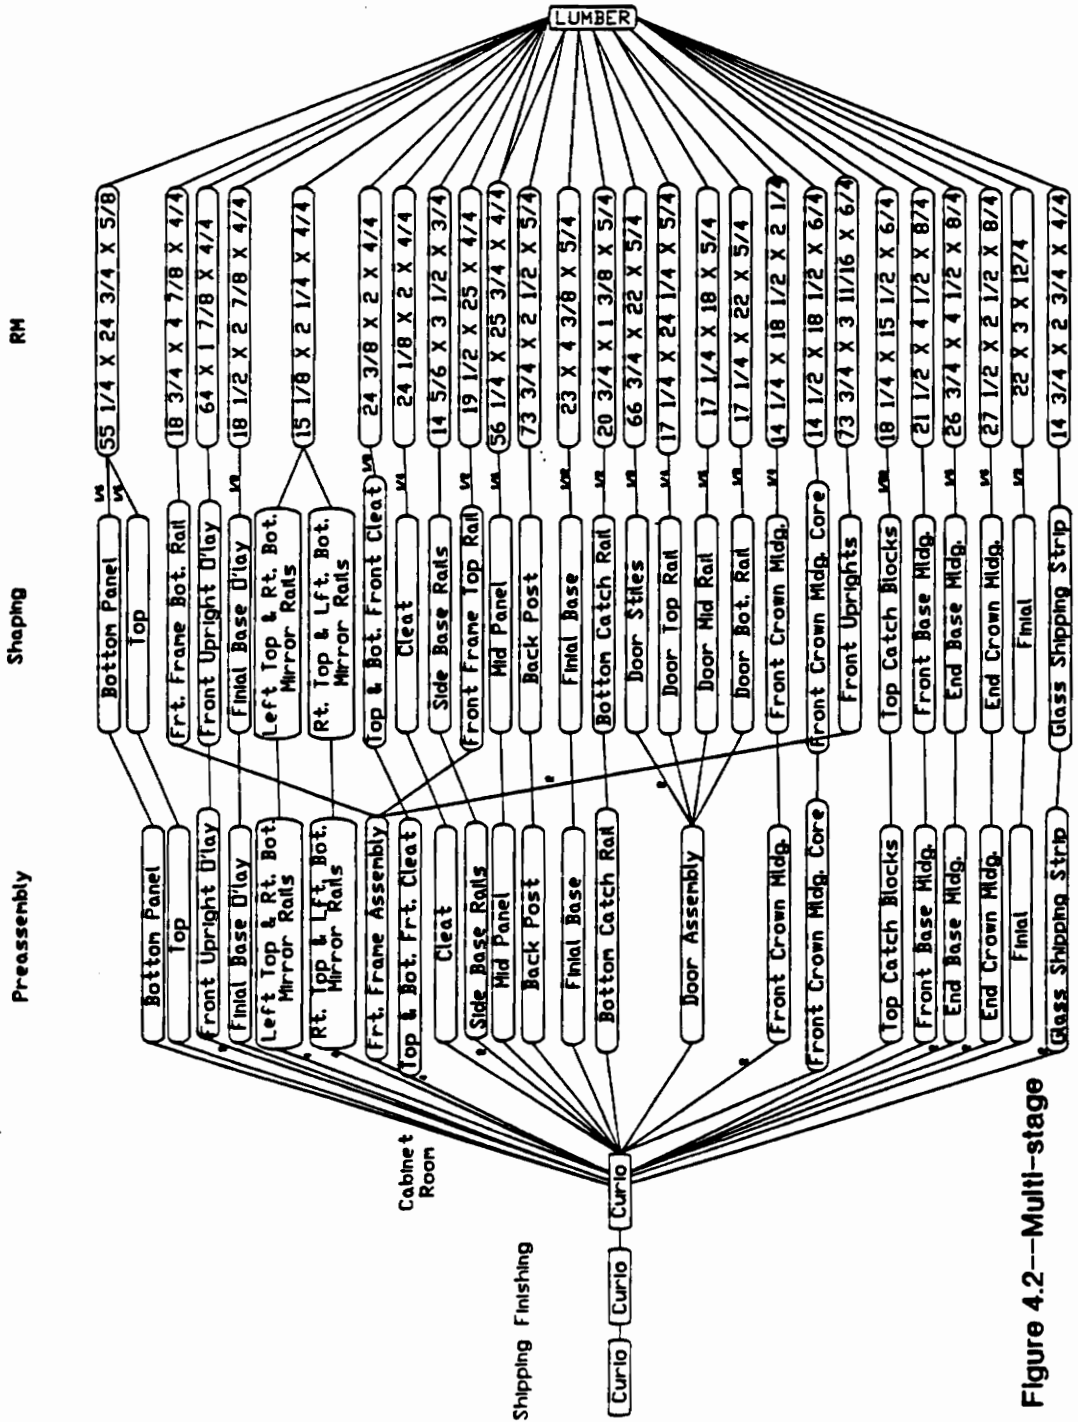 LUMBER
RM
55 1/4 X 24 3/4 X 5/8
18 3/4 X 4 7/8 X 4/4
64 X 1 7/8 X 4/4
18 1/2 X 2 7/8 X 4/4
15 1/8 X 2 1/4 X 4/4
24 3/8 X 2 X 4/4
24 1/8 X 2 X 4/4
14 5/6 X 3 1/2 X 3/4
19 1/2 X 25 X 4/4
56 1/4 X 25 3/4 X 4/4
73 3/4 X 2 1/2 X 5/4
23 X 4 3/8 X 5/4
20 3/4 X 1 3/8 X 5/4
66 3/4 X 22 X 5/4
17 1/4 X 24 1/4 X 5/4
17 1/4 X 18 X 5/4
17 1/4 X 22 X 5/4
14 1/4 X 18 1/2 X 2 1/4
14 1/2 X 18 1/2 X 6/4
73 3/4 X 3 11/16 X 6/4
18 1/4 X 15 1/2 X 6/4
21 1/2 X 4 1/2 X 8/4
26 3/4 X 4 1/2 X 8/4
27 1/2 X 2 1/2 X 8/4
22 X 3 X 12/4
14 3/4 X 2 3/4 X 4/4
Shaping
Bottom Panel
Top
Frt. Frame Bot. Rail
Front Upright O'lay
Finial Base O'lay
Left Top & Rt. Bot.
Mirror Rails
Rt. Top & Lft. Bot.
Mirror Rails
Top & Bot. Front Cleat
Cleat
Side Base Rails
Front Frame Top Rail
Mid Panel
Back Post
Finial Base
Bottom Catch Rail
Door Stiles
Door Top Rail
Door Mid Rail
Door Bot. Rail
Front Crown Mldg.
Front Crown Mldg. Core
Front Uprights
Top Catch Blocks
Front Base Mldg.
End Base Mldg.
End Crown Mldg.
Finial
Glass Shipping Strip
Preassembly
Bottom Panel
Top
Front Upright O'lay
Finial Base O'lay
Left Top & Rt. Bot.
Mirror Rails
Rt. Top & Lft. Bot.
Mirror Rails
Frt. Frame Assembly
Top & Bot. Frt. Cleat
Cleat
Side Base Rails
Mid Panel
Back Post
Finial Base
Bottom Catch Rail
Door Assembly
Front Crown Mldg.
Front Crown Mldg. Core
Top Catch Blocks
Front Base Mldg.
End Base Mldg.
End Crown Mldg.
Finial
Glass Shipping Strip
Cabinet
Room
Curio
Shipping Finishing
Curio
Curio
Figure 4.2--Multi-stage